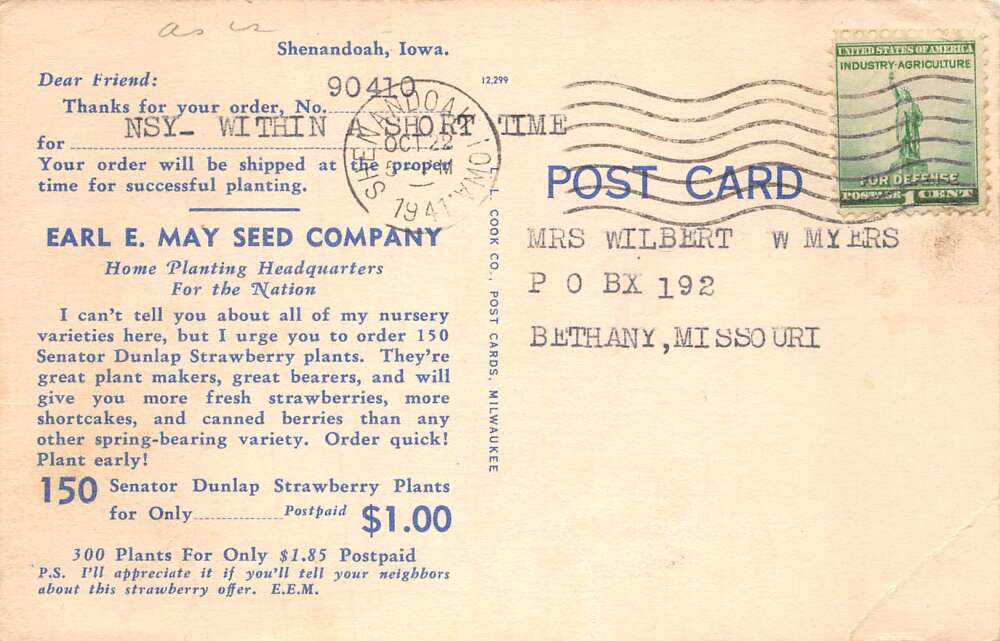 as is
Shenandoah, Iowa.
Dear Friend:
90410
12,299
Thanks for your order, No.
NSY- WITHIN A SHORT TIME
for
Your order will be shipped at the proper
time for successful planting.
EARL E. MAY SEED COMPANY
Home Planting Headquarters
For the Nation
I can't tell you about all of my nursery
varieties here, but I urge you to order 150
Senator Dunlap Strawberry plants. They're
great plant makers, great bearers, and will
give you more fresh strawberries, more
shortcakes, and canned berries than any
other spring-bearing variety. Order quick!
Plant early!
150 Senator Dunlap Strawberry Plants
for Only Postpaid $1.00
300 Plants For Only $1.85 Postpaid
P.S. I'll appreciate it if you'll tell your neighbors
about this strawberry offer. E.E.M.
SHENANDOAH, IOWA
OCT 22
5 PM
1941
L. COOK CO., POST CARDS, MILWAUKEE
UNITED STATES OF AMERICA
INDUSTRY-AGRICULTURE
FOR DEFENSE
POSTAGE 1 CENT
POST CARD
MRS WILBERT W MYERS
P O BX 192
BETHANY, MISSOURI